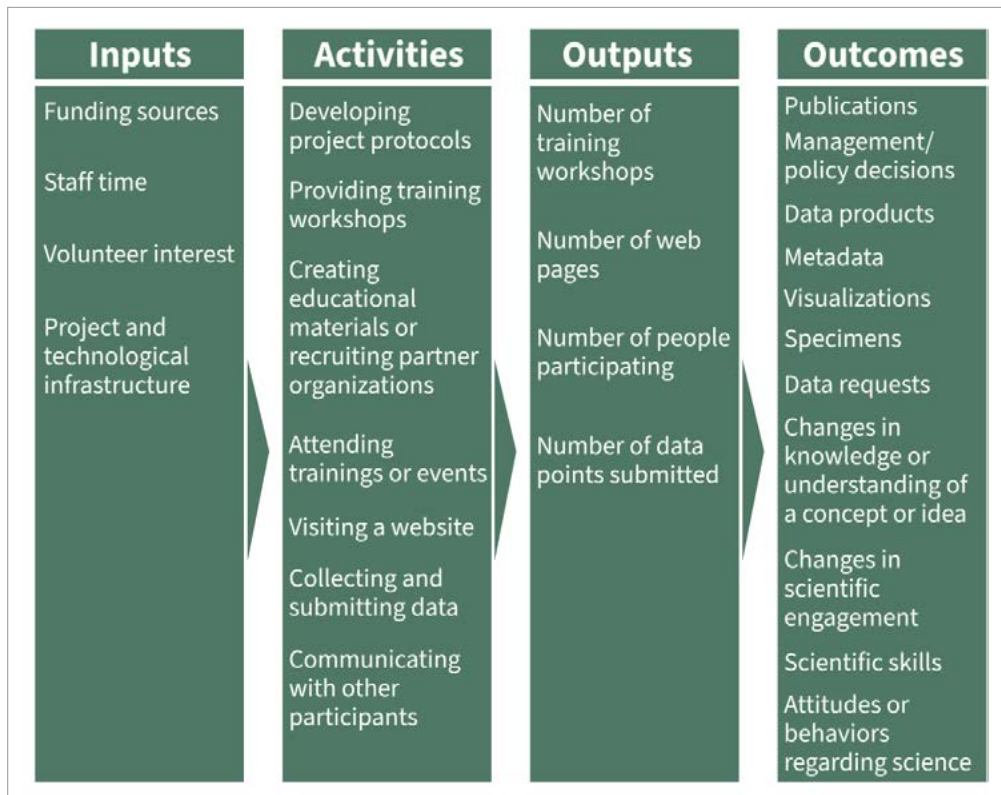 Inputs
Funding sources
Staff time
Volunteer interest
Project and
technological
infrastructure
Activities
Developing
project protocols
Providing training
workshops
Creating
educational
materials or
recruiting partner
organizations
Attending
trainings or events
Visiting a website
Collecting and
submitting data
Communicating
with other
participants
Outputs
Number of
training
workshops
Number of web
pages
Number of people
participating
Number of data
points submitted
Outcomes
Publications
Management/
policy decisions
Data products
Metadata
Visualizations
Specimens
Data requests
Changes in
knowledge or
understanding of
a concept or idea
Changes in
scientific
engagement
Scientific skills
Attitudes or
behaviors
regarding science